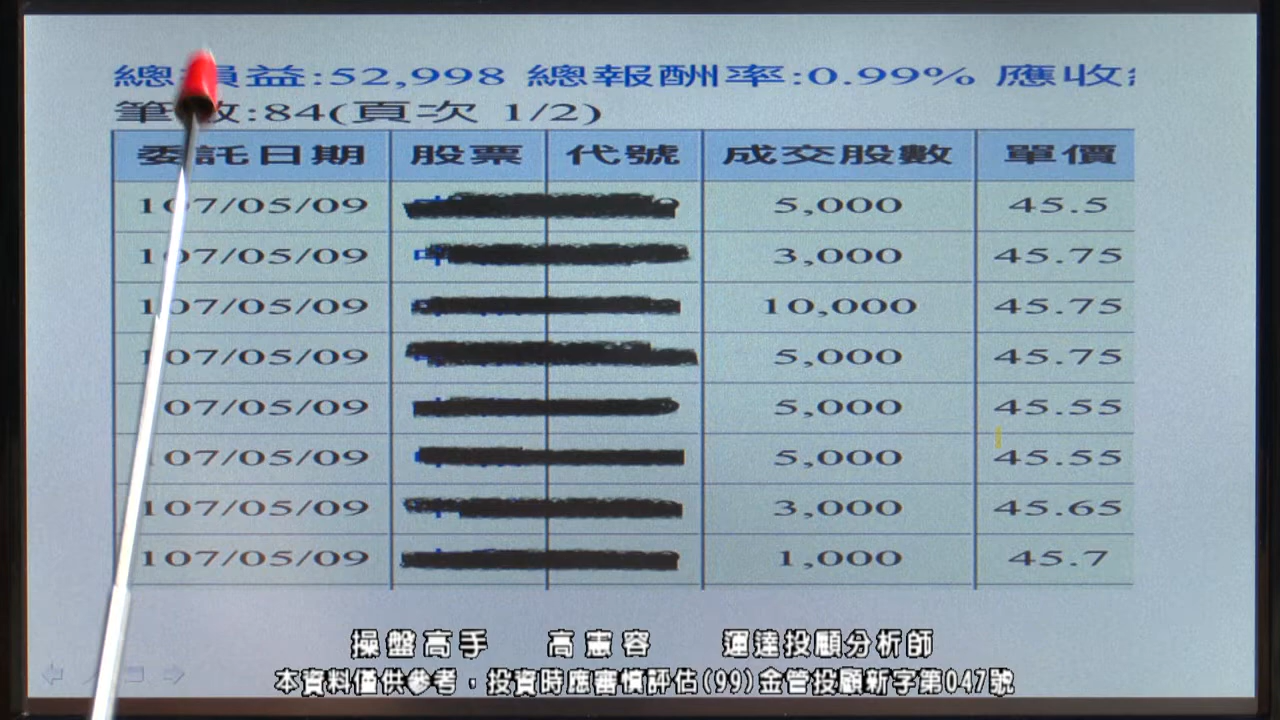 總損益:52,998 總報酬率:0.99% 應收
筆數:84(頁次 1/2)
委託日期 股票 代號 成交股數 單價
107/05/09 5,000 45.5
107/05/09 中 3,000 45.75
107/05/09 10,000 45.75
107/05/09 5,000 45.75
07/05/09 5,000 45.55
107/05/09 5,000 45.55
107/05/09 3,000 45.65
107/05/09 1,000 45.7
操盤高手 高憲容 運達投顧分析師
本資料僅供參考，投資時應審慎評估(99)金管投顧新字第047號